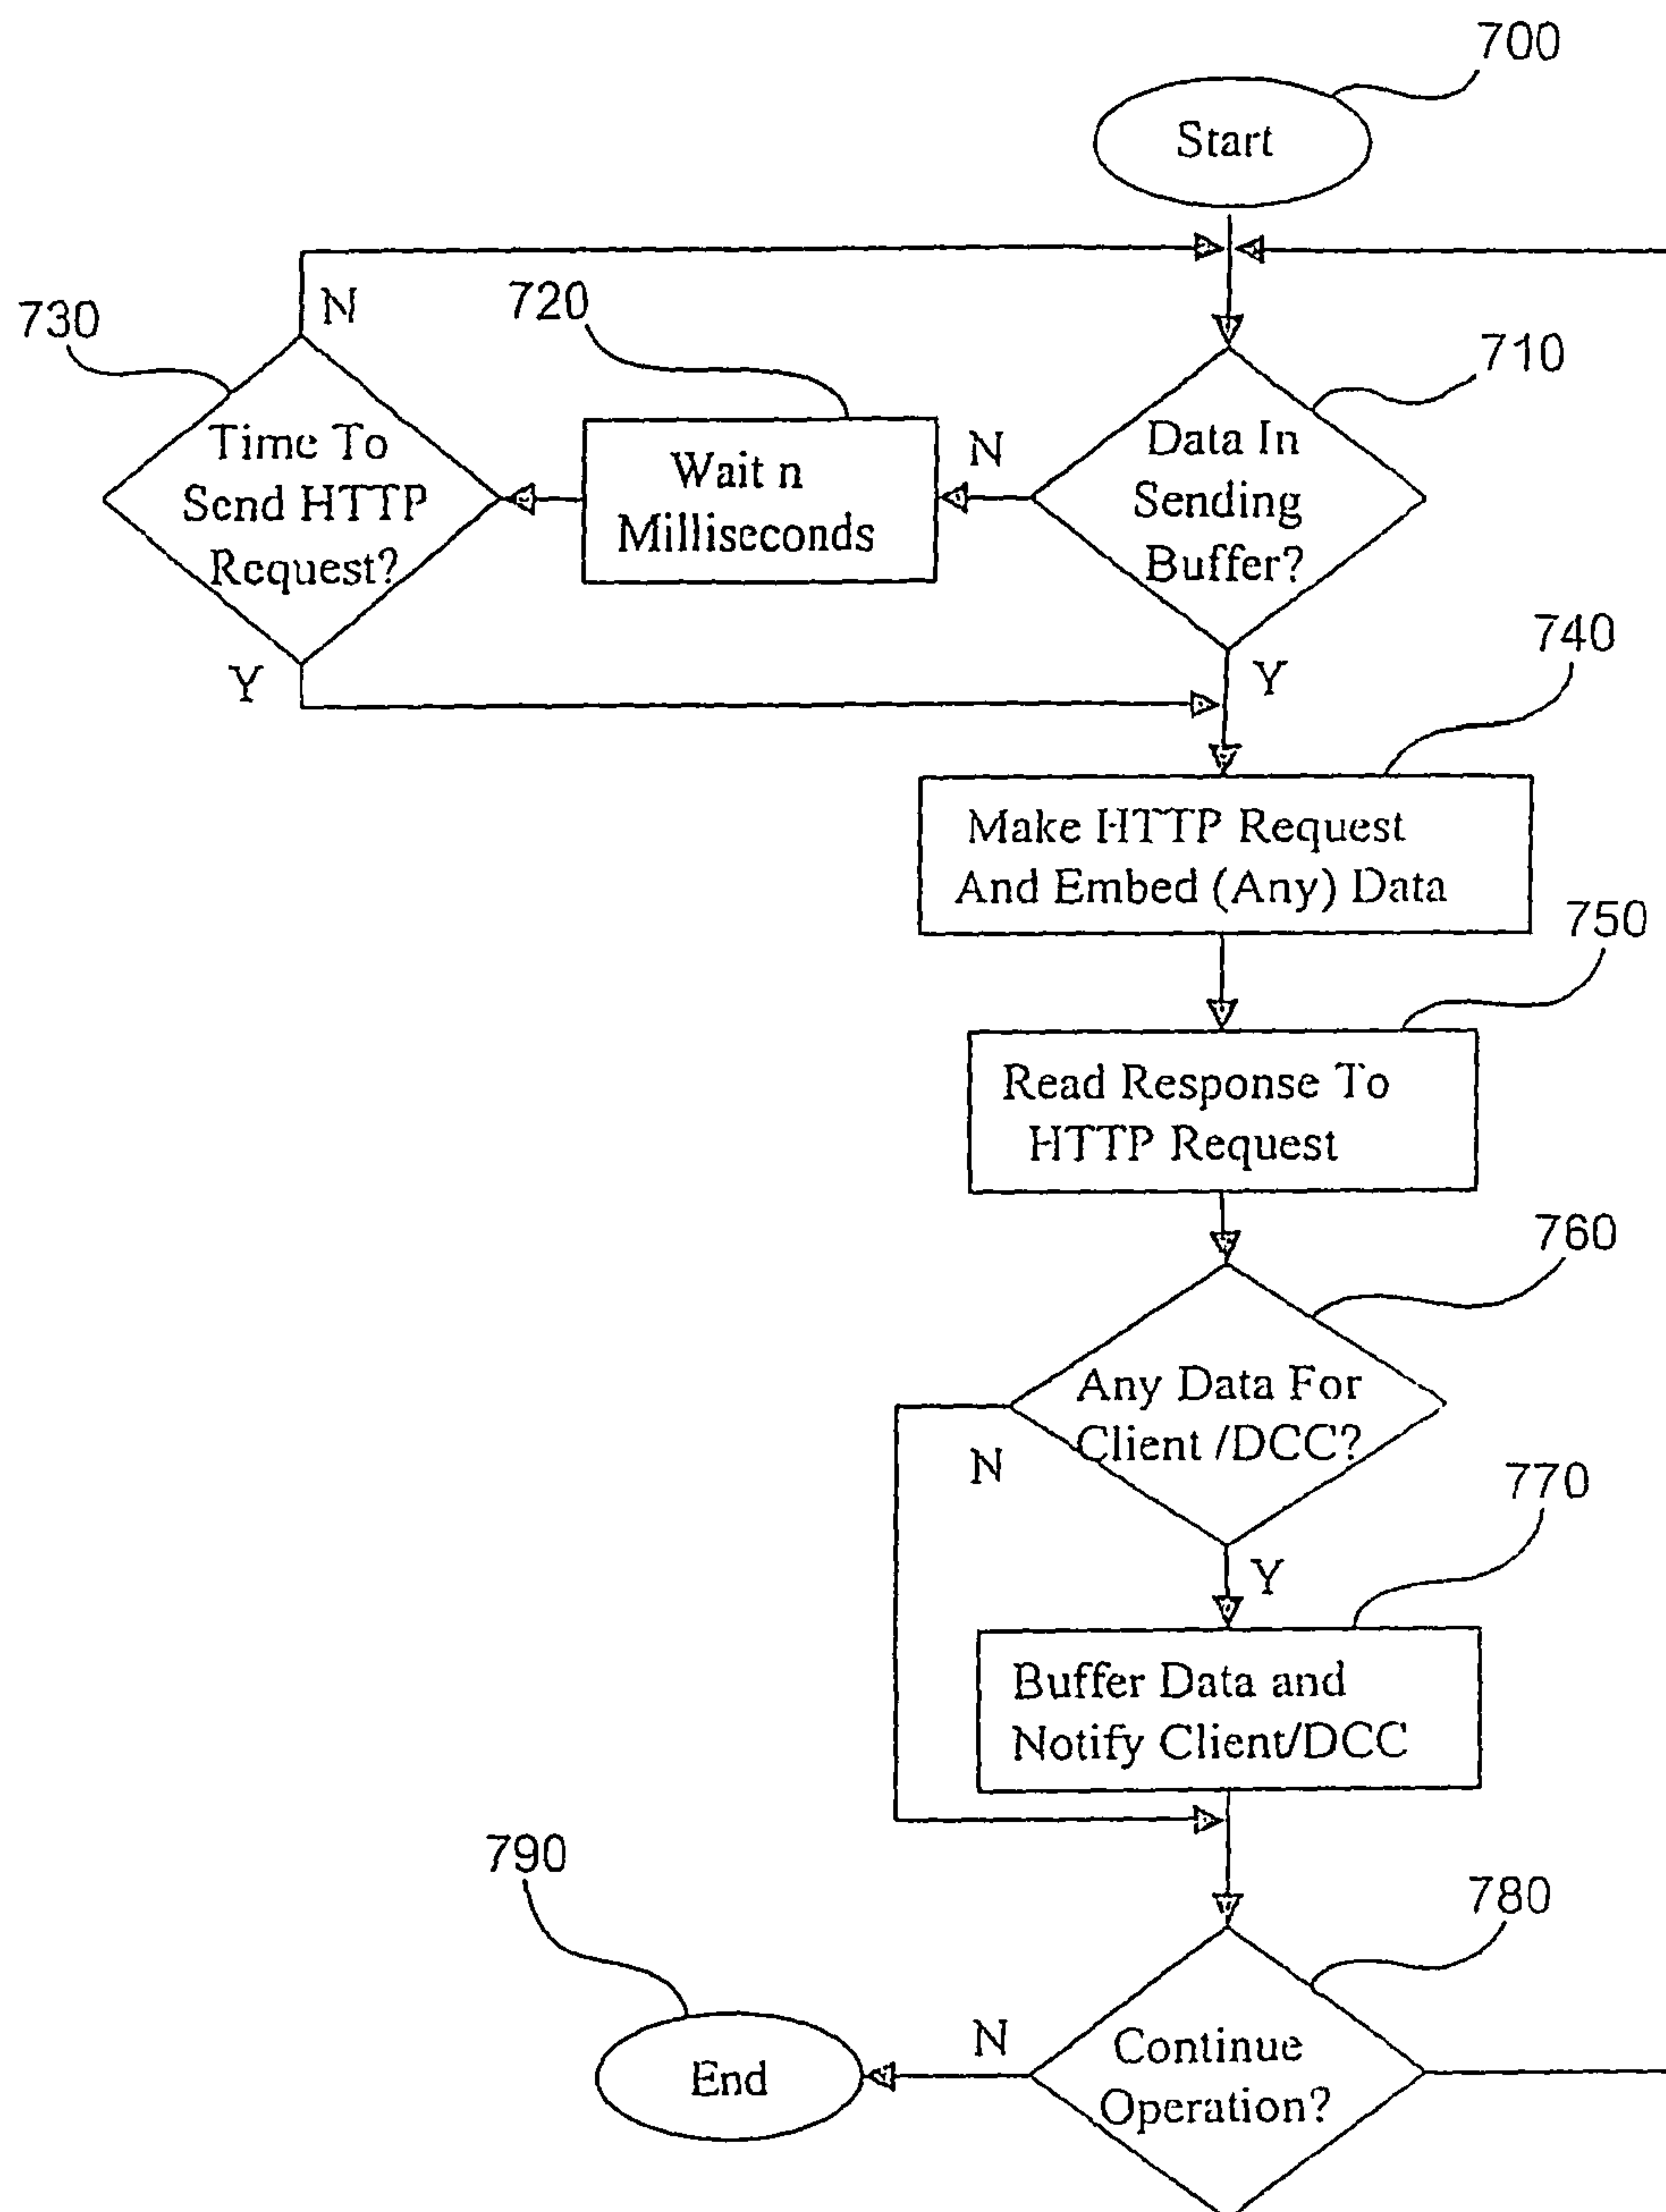 700
Start
730
N
720
710
Time To
Send HTTP
Request?
Wait n
Milliseconds
N
Data In
Sending
Buffer?
Y
Y
740
Make HTTP Request
And Embed (Any) Data
750
Read Response To
HTTP Request
760
Any Data For
Client /DCC?
N
770
Y
Buffer Data and
Notify Client/DCC
790
780
End
N
Continue
Operation?